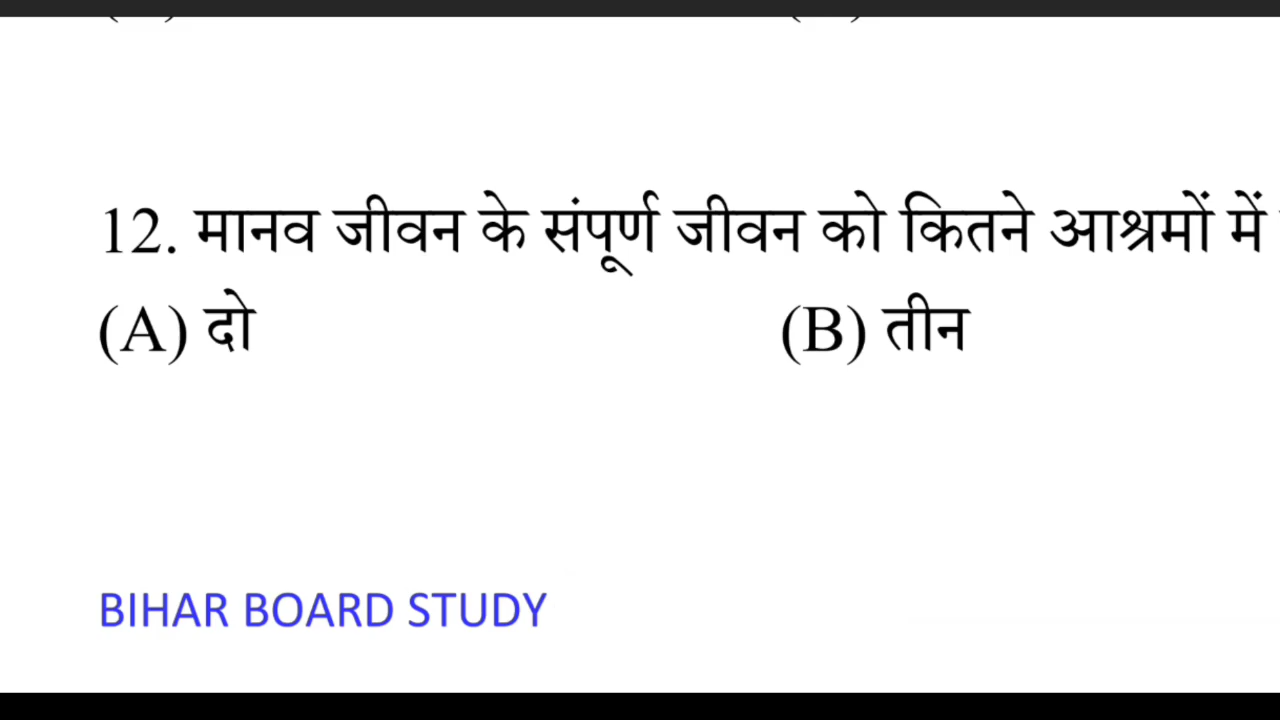 12. मानव जीवन के संपूर्ण जीवन को कितने आश्रमों में
(A) दो (B) तीन
BIHAR BOARD STUDY